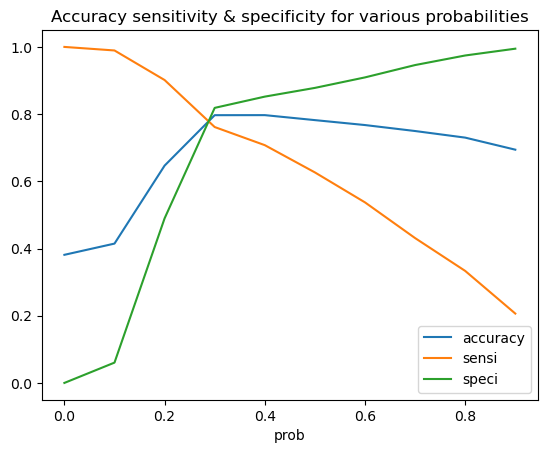 Accuracy sensitivity & specificity for various probabilities
1.0
0.8
0.6
0.4
0.2
0.0
accuracy
sensi
speci
0.0 0.2 0.4 0.6 0.8
prob